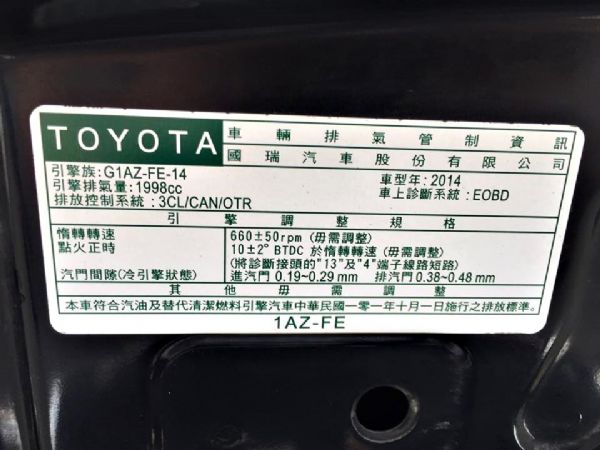 TOYOTA 車輛排氣管制資訊
國瑞汽車股份有限公司
引擎族: G1AZ-FE-14
引擎排氣量: 1998cc
排放控制系統 : 3CL/CAN/OTR
車型年: 2014
車上診斷系統 : EOBD
引擎調整規格
惰轉轉速 660±50rpm (毋需調整)
點火正時 10±2° BTDC 於惰轉轉速 (毋需調整)
(將診斷接頭的"13"及"4"端子線路短路)
汽門間隙(冷引擎狀態) 進汽門 0.19~0.29 mm 排汽門 0.38~0.48 mm
其他毋需調整
本車符合汽油及替代清潔燃料引擎汽車中華民國一0一年十月一日施行之排放標準。
1AZ-FE